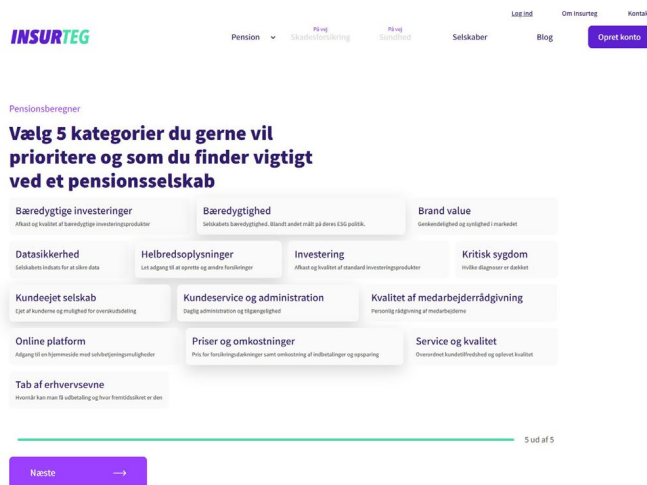 Log ind Om Insurteg
INSURTEG
Pension På vej Skadesforsikring På vej Sundhed Selskaber Blog Opret konto
Pensionsberegner
Vælg 5 kategorier du gerne vil
prioritere og som du finder vigtigt
ved et pensionsselskab
Bæredygtige investeringer
Afkast og kvalitet af bæredygtige investeringsprodukter
Bæredygtighed
Selskabets bæredygtighed. Blandt andet målt på deres ESG politik.
Brand value
Genkendelighed og synlighed i markedet
Datasikkerhed
Selskabets indsats for at sikre data
Helbredsoplysninger
Let adgang til at oprette og ændre forsikringer
Investering
Afkast og kvalitet af standard investeringsprodukter
Kritisk sygdom
Hvilke diagnoser er dækket
Kundeejet selskab
Ejet af kunderne og mulighed for overskudsdeling
Kundeservice og administration
Daglig administration og tilgængelighed
Kvalitet af medarbejderrådgivning
Personlig rådgivning af medarbejderne
Online platform
Adgang til en hjemmeside med selvbetjeningsmuligheder
Priser og omkostninger
Pris for forsikringsdækninger samt omkostning af indbetalinger og opsparing
Service og kvalitet
Overordnet kundetilfredshed og oplevet kvalitet
Tab af erhvervsevne
Hvornår kan man få udbetaling og hvor fremtidssikret er den
5 ud af 5
Næste